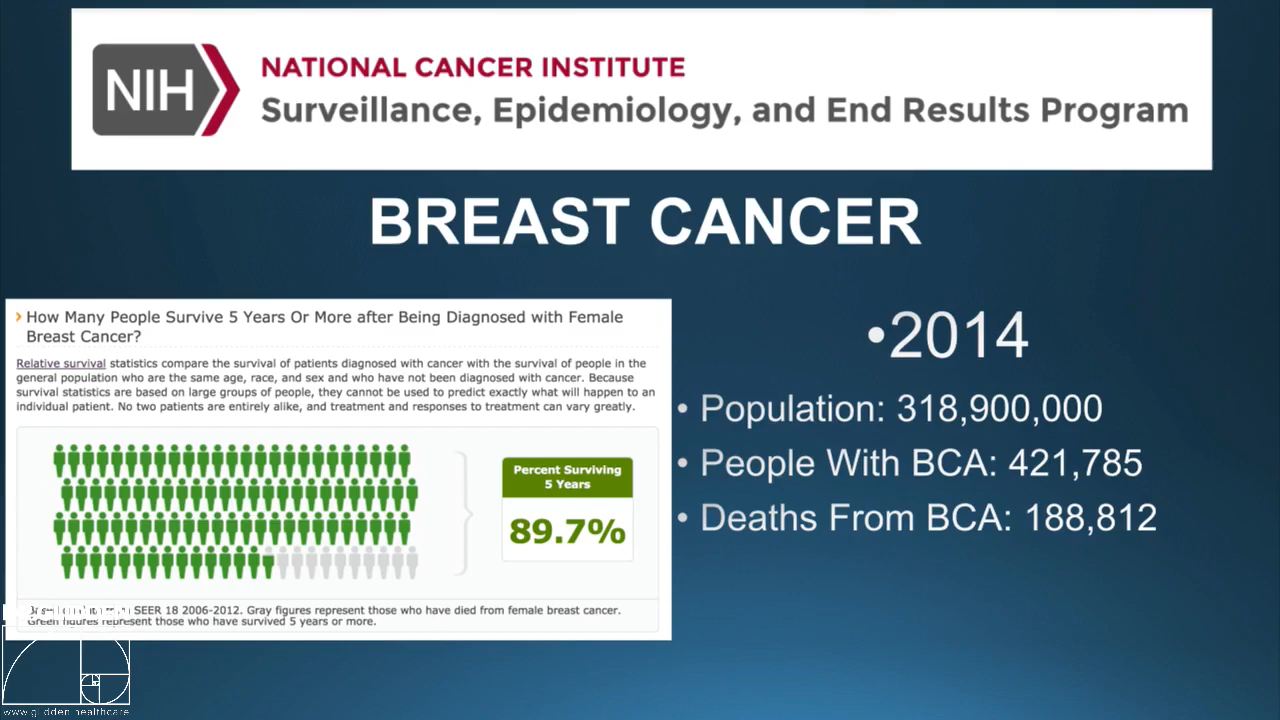 NIH
NATIONAL CANCER INSTITUTE
Surveillance, Epidemiology, and End Results Program
BREAST CANCER
How Many People Survive 5 Years Or More after Being Diagnosed with Female
Breast Cancer?
Relative survival statistics compare the survival of patients diagnosed with cancer with the survival of people in the
general population who are the same age, race, and sex and who have not been diagnosed with cancer. Because
survival statistics are based on large groups of people, they cannot be used to predict exactly what will happen to an
individual patient. No two patients are entirely alike, and treatment and responses to treatment can vary greatly.
Percent Surviving
5 Years
89.7%
SEER 18 2006-2012. Gray figures represent those who have died from female breast cancer.
Green figures represent those who have survived 5 years or more.
•2014
• Population: 318,900,000
• People With BCA: 421,785
• Deaths From BCA: 188,812
www.glidden.healthcare